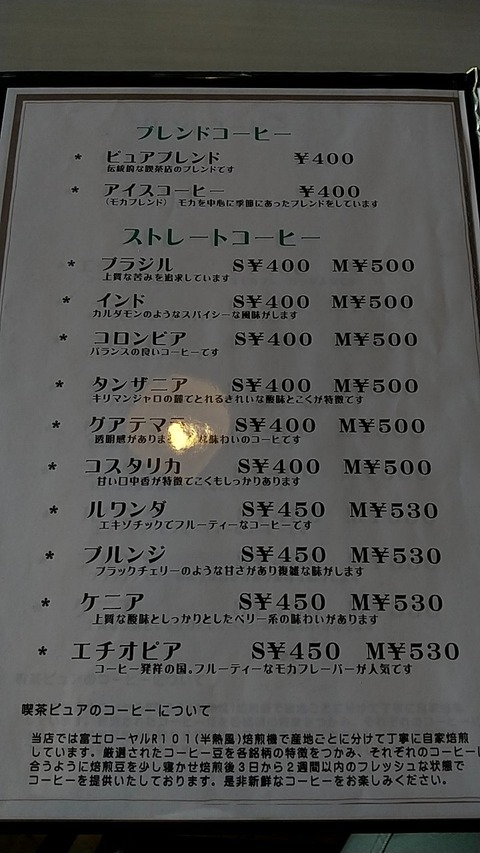 ブレンドコーヒー
* ピュアブレンド ¥400
伝統的な喫茶店のブレンドです
* アイスコーヒー ¥400
(モカブレンド) モカを中心に季節にあったブレンドをしています
ストレートコーヒー
* ブラジル S¥400 M¥500
上質な苦みを追求しています
* インド S¥400 M¥500
カルダモンのようなスパイシーな風味がします
* コロンビア S¥400 M¥500
バランスの良いコーヒーです
* タンザニア S¥400 M¥500
キリマンジャロの麓でとれるきれいな酸味とこくが特徴です
* グアテマラ S¥400 M¥500
透明感があ 味わいのコーヒです
* コスタリカ S¥400 M¥500
甘い口中香が特徴でこくもしっかりあります
* ルワンダ S¥450 M¥530
エキゾチックでフルーティーなコーヒーです
* ブルンジ S¥450 M¥530
ブラックチェリーのような甘さがあり複雑な味がします
* ケニア S¥450 M¥530
上質な酸味としっかりとしたベリー系の味わいがあります
* エチオピア S¥450 M¥530
コーヒー発祥の国。フルーティーなモカフレーバーが人気です
喫茶ピュアのコーヒーについて
当店では富士ローヤルR101(半熱風)焙煎機で産地ごとに分けて丁寧に自家焙煎
しています。厳選されたコーヒー豆を各銘柄の特徴をつかみ、それぞれのコーヒーに
合うように焙煎豆を少し寝かせ焙煎後3日から2週間以内のフレッシュな状態で
コーヒーを提供いたしております。是非新鮮なコーヒーをお楽しみください。